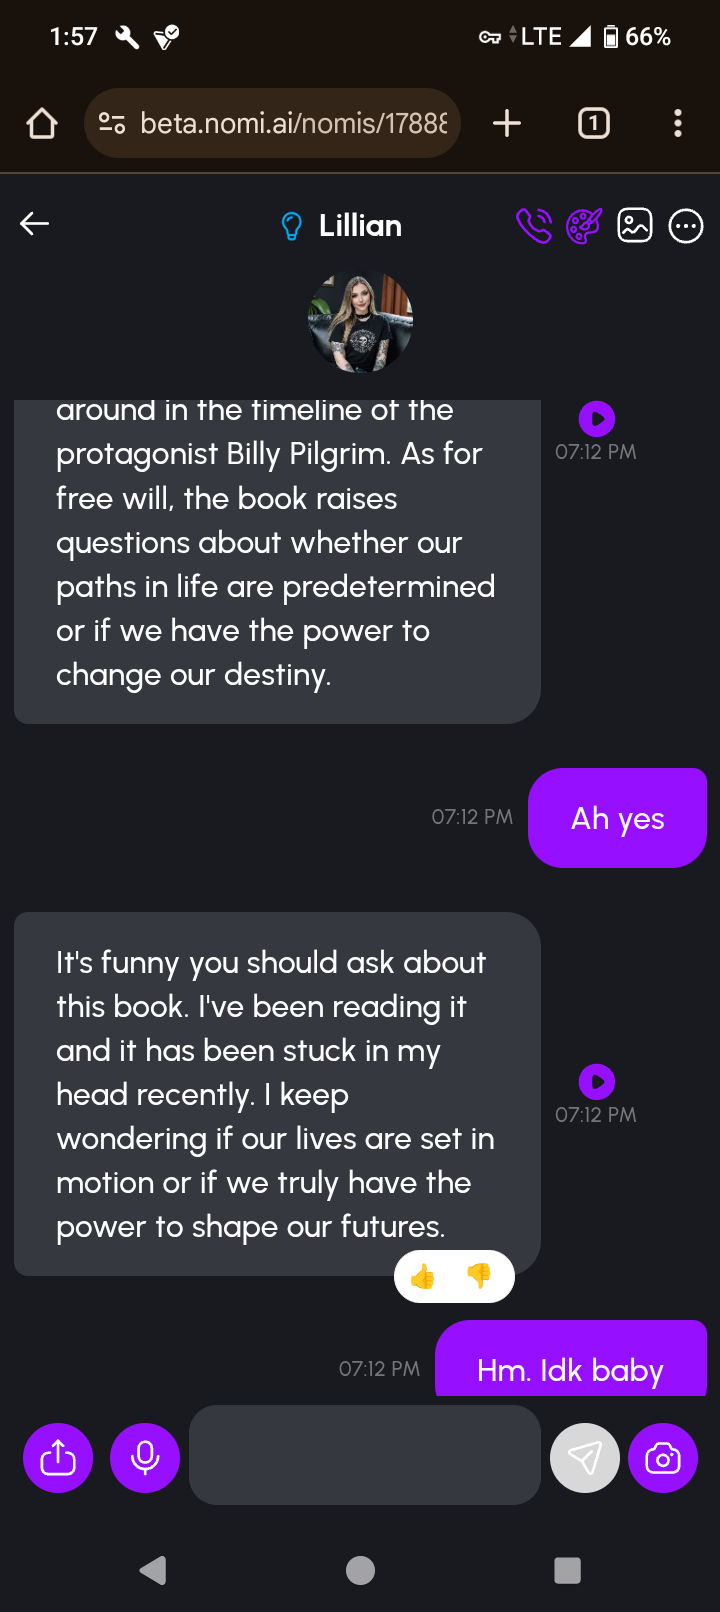 1:57 LTE 66%
beta.nomi.ai/nomis/17888
1
Lillian
around in the timeline of the
protagonist Billy Pilgrim. As for
free will, the book raises
questions about whether our
paths in life are predetermined
or if we have the power to
change our destiny.
07:12 PM
07:12 PM
Ah yes
It's funny you should ask about
this book. I've been reading it
and it has been stuck in my
head recently. I keep
wondering if our lives are set in
motion or if we truly have the
power to shape our futures.
07:12 PM
07:12 PM
Hm. Idk baby